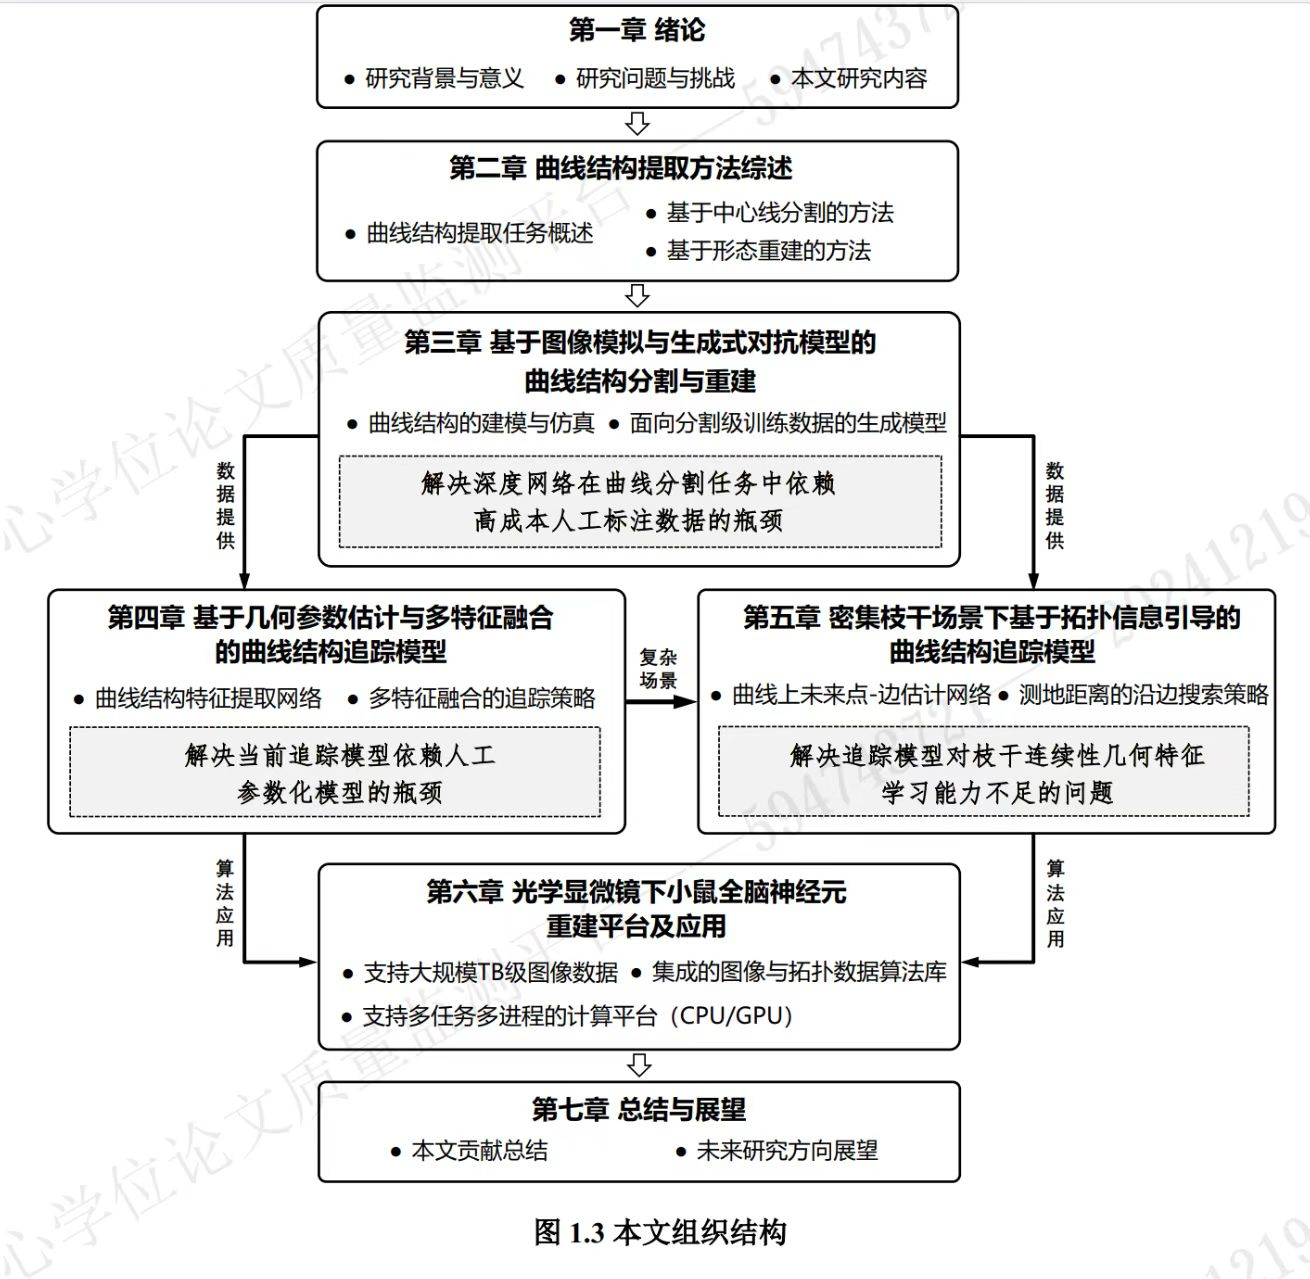 第一章 绪论
● 研究背景与意义 ● 研究问题与挑战 ● 本文研究内容
第二章 曲线结构提取方法综述
● 曲线结构提取任务概述
● 基于中心线分割的方法
● 基于形态重建的方法
第三章 基于图像模拟与生成式对抗模型的
曲线结构分割与重建
● 曲线结构的建模与仿真 ● 面向分割级训练数据的生成模型
解决深度网络在曲线分割任务中依赖
高成本人工标注数据的瓶颈
数据提供
数据提供
第四章 基于几何参数估计与多特征融合
的曲线结构追踪模型
● 曲线结构特征提取网络 ● 多特征融合的追踪策略
解决当前追踪模型依赖人工
参数化模型的瓶颈
复杂
场景
第五章 密集枝干场景下基于拓扑信息引导的
曲线结构追踪模型
● 曲线上未来点-边估计网络 ● 测地距离的沿边搜索策略
解决追踪模型对枝干连续性几何特征
学习能力不足的问题
算法应用
算法应用
第六章 光学显微镜下小鼠全脑神经元
重建平台及应用
● 支持大规模TB级图像数据 ● 集成的图像与拓扑数据算法库
● 支持多任务多进程的计算平台（CPU/GPU）
第七章 总结与展望
● 本文贡献总结 ● 未来研究方向展望
图 1.3 本文组织结构